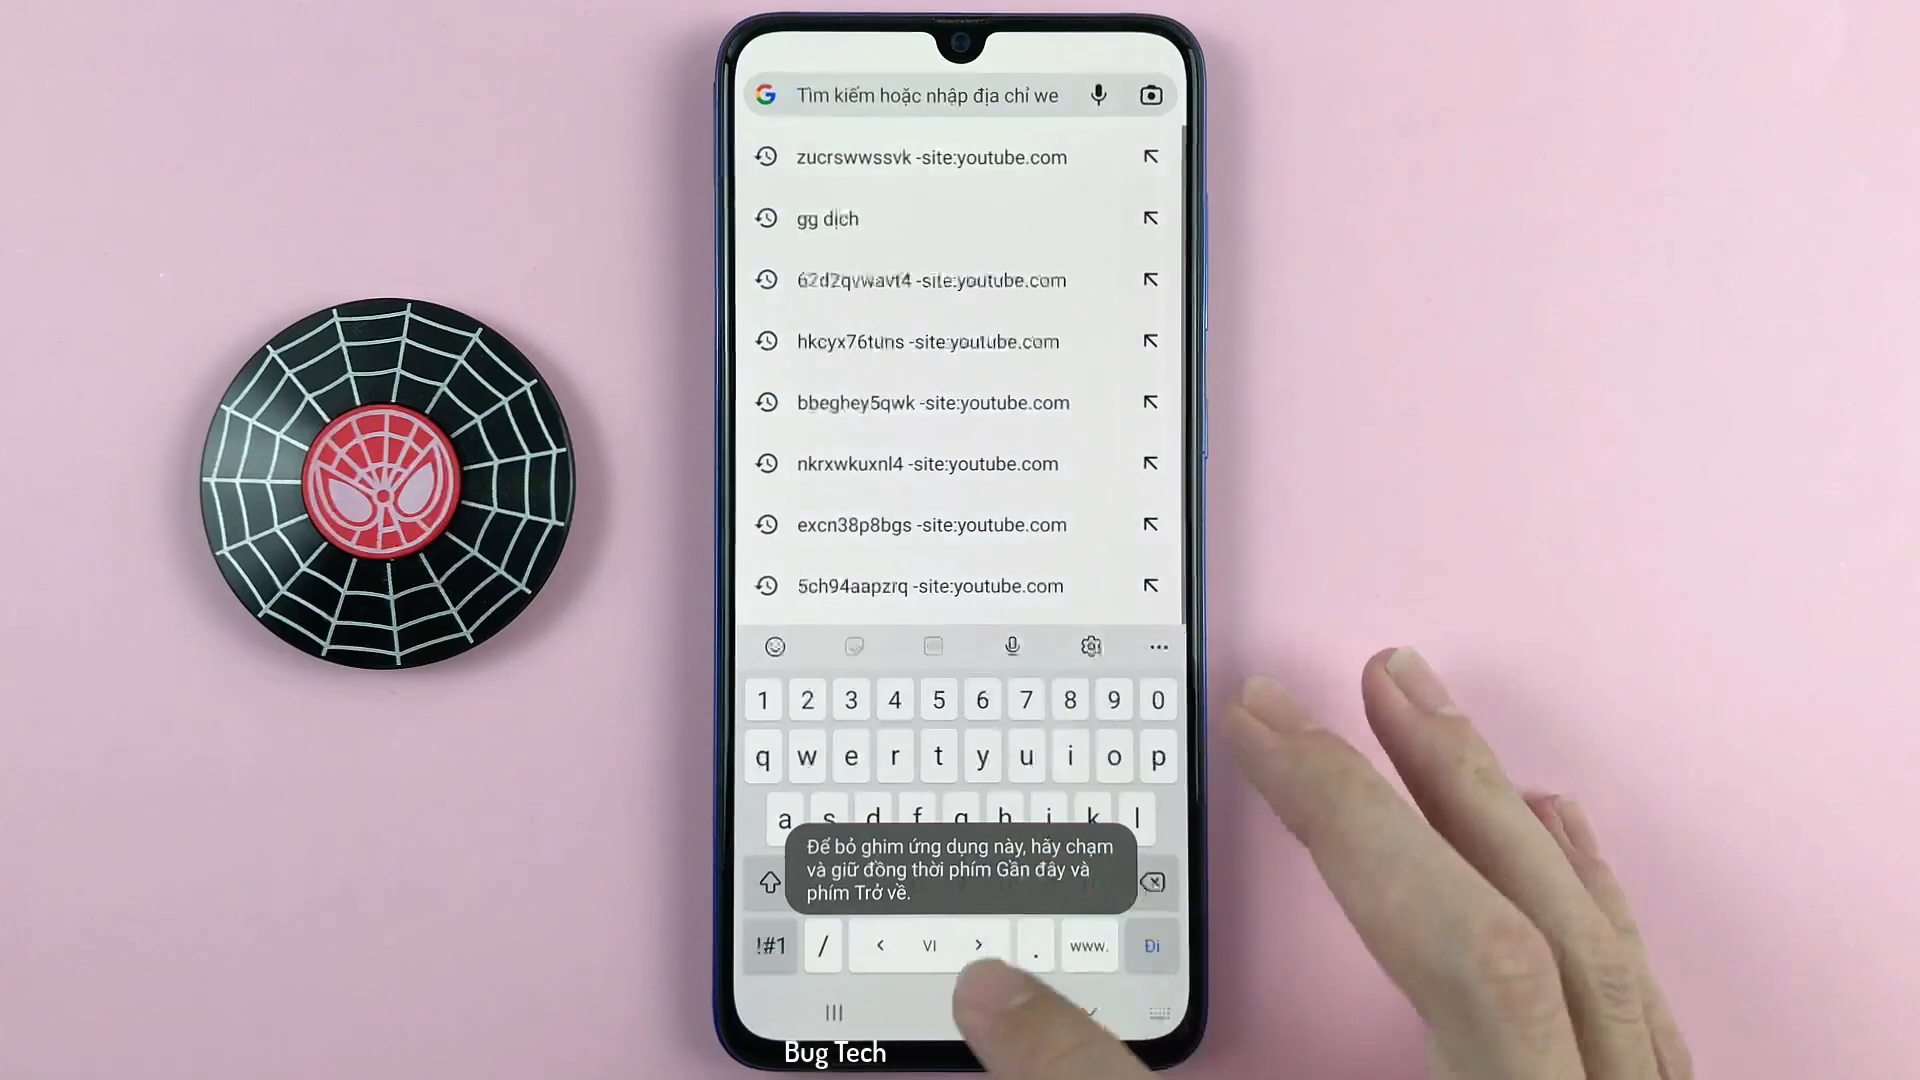 Tìm kiếm hoặc nhập địa chỉ we
zucrswwssvk -site:youtube.com
gg dịch
62d2qvwavt4 -site:youtube.com
hkcyx76tuns -site:youtube.com
bbeghey5qwk -site:youtube.com
nkrxwkuxnl4 -site:youtube.com
excn38p8bgs -site:youtube.com
5ch94aapzrq -site:youtube.com
1 2 3 4 5 6 7 8 9 0
q w e r t y u i o p
a s d f g h j k l
Để bỏ ghim ứng dụng này, hãy chạm
và giữ đồng thời phím Gần đây và
phím Trở về.
!#1 / < VI > . www. Đi
Bug Tech